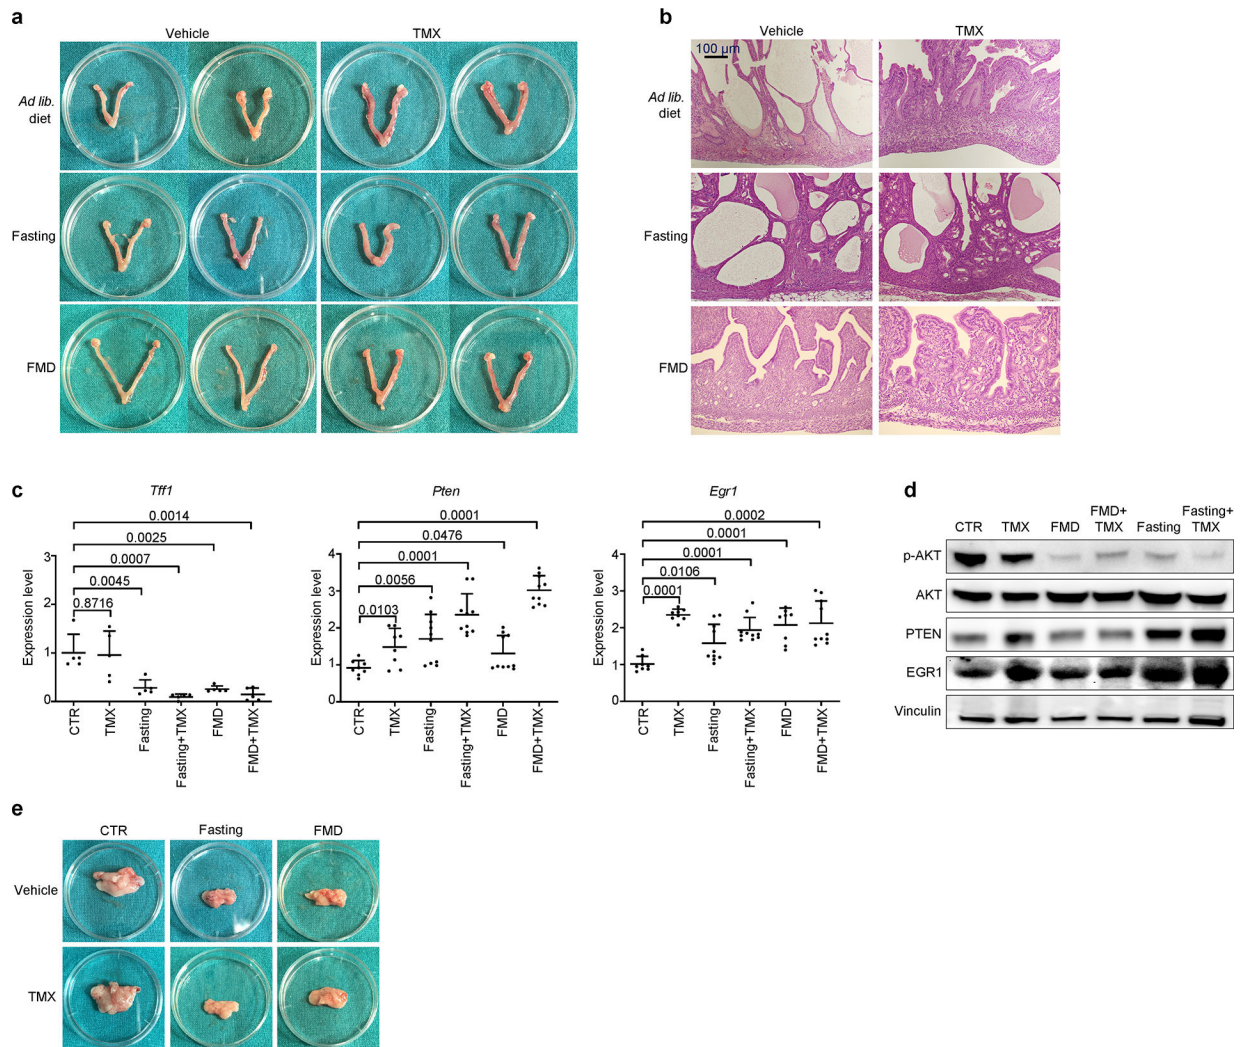 a
Vehicle
TMX
Ad lib.
diet
Fasting
FMD
b
Vehicle
TMX
100 µm
Ad lib.
diet
Fasting
FMD
c
Tff1
0.0014
0.0025
0.0007
0.0045
0.8716
3
2
1
0
Expression level
CTR
TMX
Fasting
Fasting+TMX
FMD
FMD+TMX
Pten
0.0001
0.0476
0.0001
0.0056
0.0103
4
3
2
1
0
Expression level
CTR
TMX
Fasting
Fasting+TMX
FMD
FMD+TMX
Egr1
0.0002
0.0001
0.0001
0.0106
0.0001
4
3
2
1
0
Expression level
CTR
TMX
Fasting
Fasting+TMX
FMD
FMD+TMX
d
CTR
TMX
FMD
FMD+
TMX
Fasting
Fasting+
TMX
p-AKT
AKT
PTEN
EGR1
Vinculin
e
CTR
Fasting
FMD
Vehicle
TMX